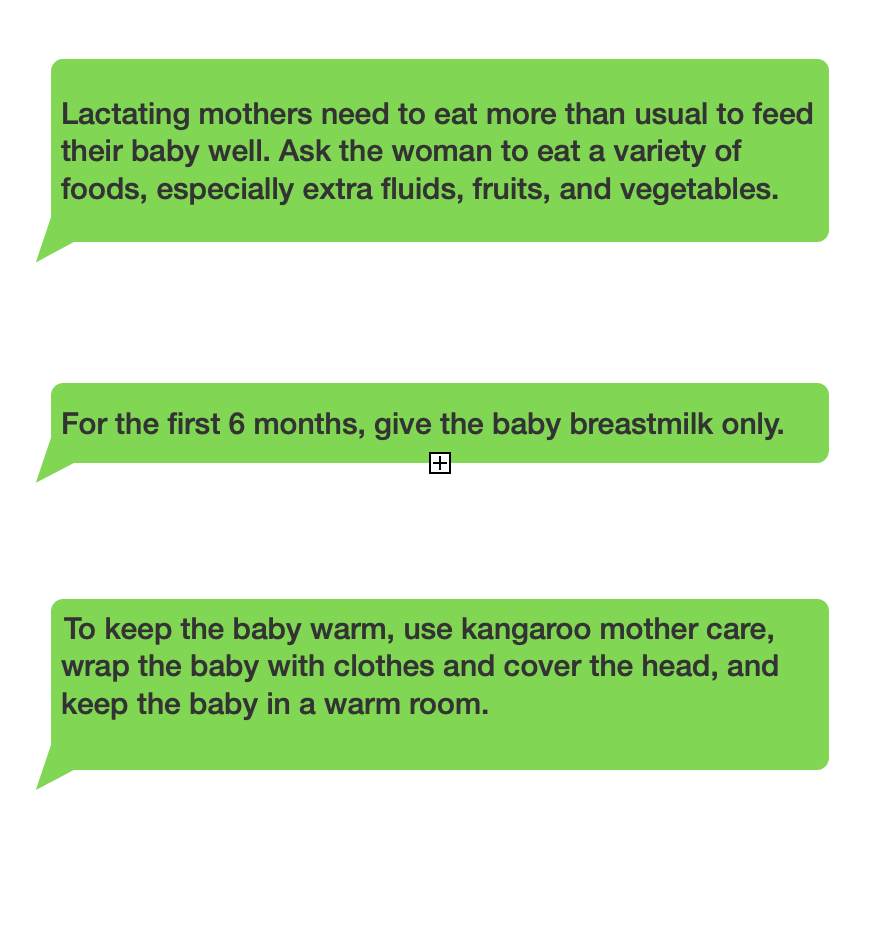 Lactating mothers need to eat more than usual to feed
their baby well. Ask the woman to eat a variety of
foods, especially extra fluids, fruits, and vegetables.
For the first 6 months, give the baby breastmilk only.
To keep the baby warm, use kangaroo mother care,
wrap the baby with clothes and cover the head, and
keep the baby in a warm room.